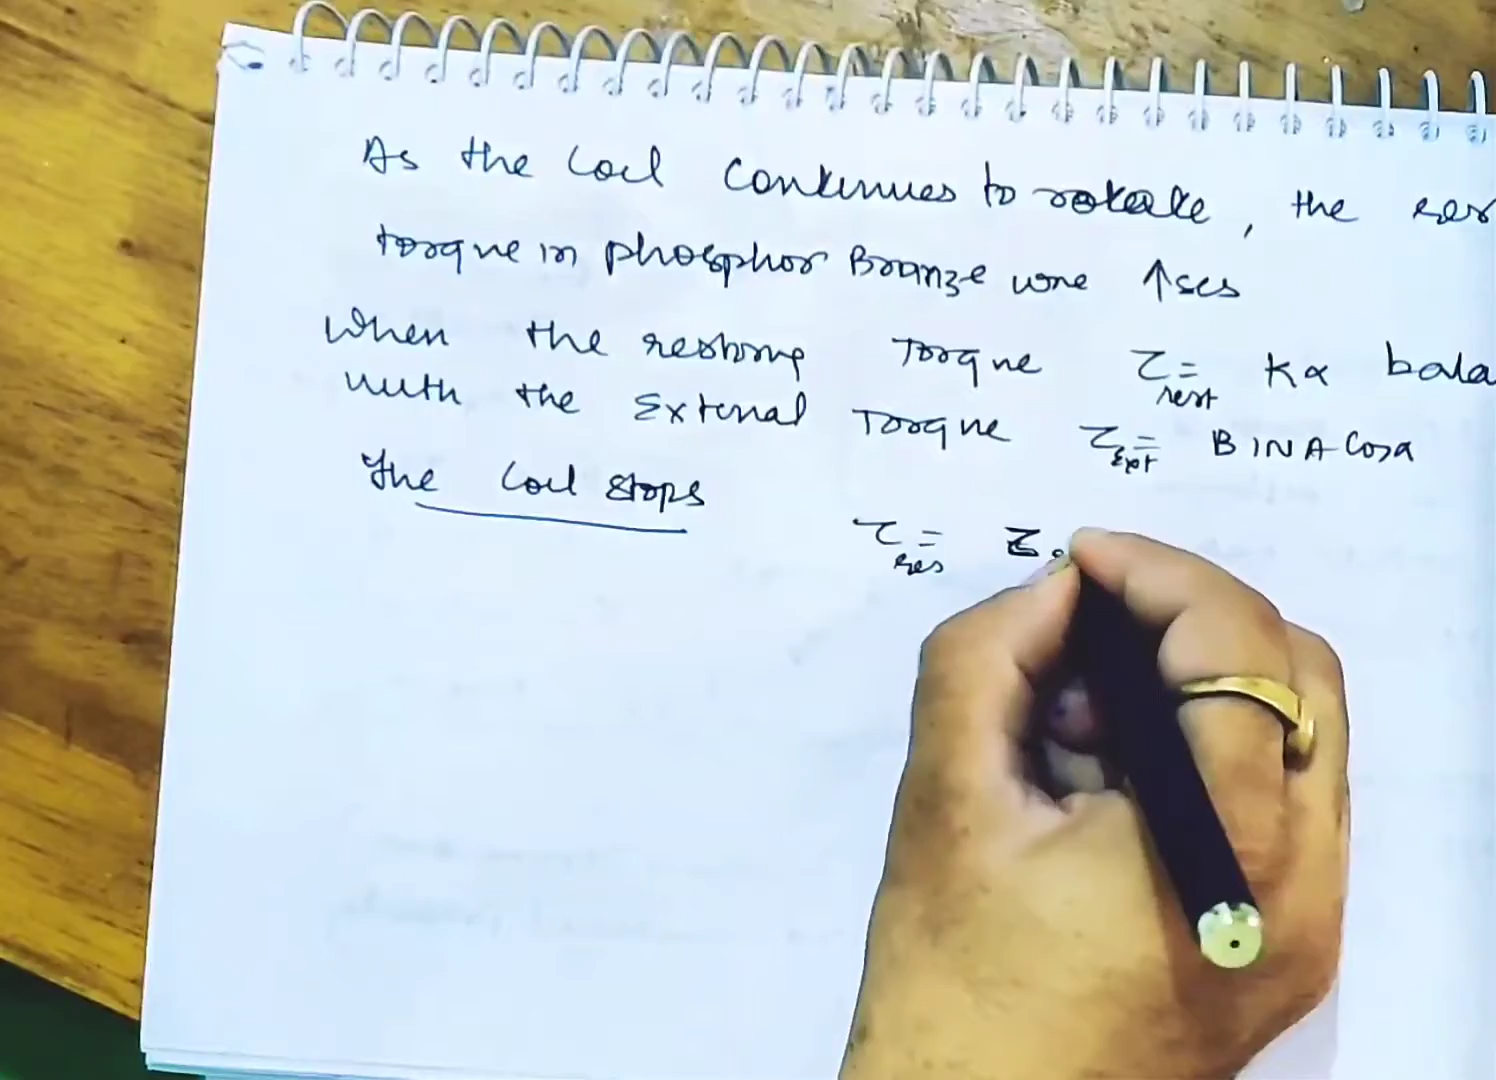 As the coil continues to rotate, the res
torque in phosphor Bronze wire ↑ses
When the restoring Torque τrest = Kα bala
with the External Torque τExt = BINA Cosα
The coil stops
τres = τ